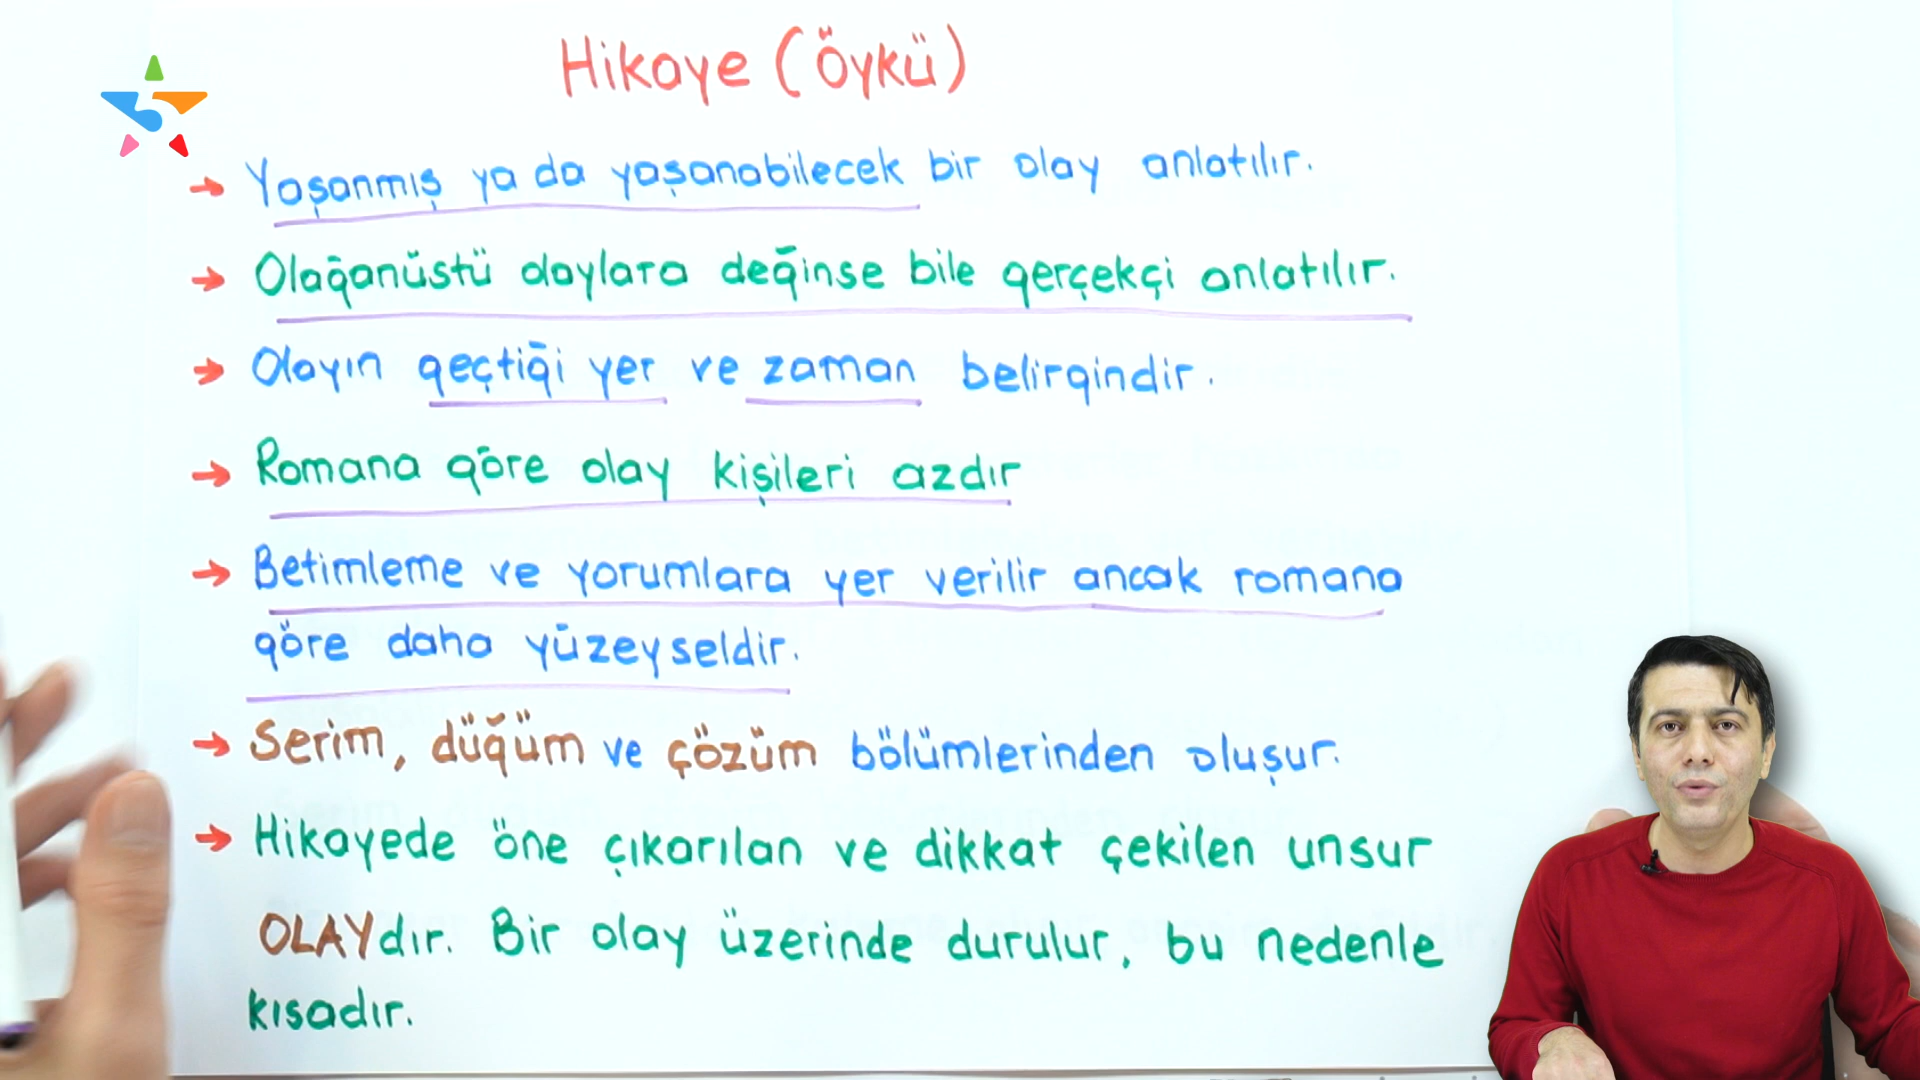 Hikaye (Öykü)
→ Yaşanmış ya da yaşanabilecek bir olay anlatılır.
→ Olağanüstü olaylara değinse bile gerçekçi anlatılır.
→ Olayın geçtiği yer ve zaman belirgindir.
→ Romana göre olay kişileri azdır
→ Betimleme ve yorumlara yer verilir ancak romana
göre daha yüzeyseldir.
→ Serim, düğüm ve çözüm bölümlerinden oluşur.
→ Hikayede öne çıkarılan ve dikkat çekilen unsur
OLAYdır. Bir olay üzerinde durulur, bu nedenle
kısadır.